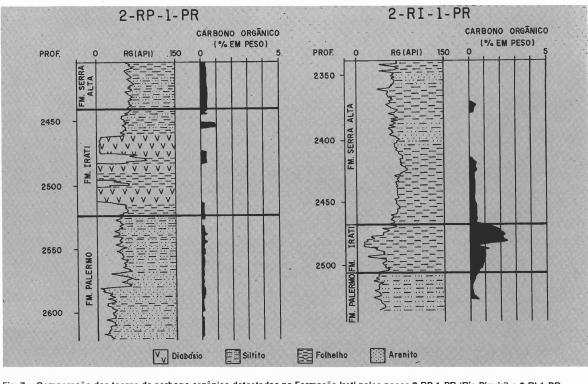 2-RP-1-PR
2-RI-1-PR
CARBONO ORGÂNICO
(% EM PESO)
PROF.
0
RG (API)
150
0
5
FM. SERRA ALTA
2450
FM. IRATI
2500
2550
FM. PALERMO
2600
CARBONO ORGÂNICO
(% EM PESO)
PROF.
0
RG (API)
150
0
5
2350
FM. SERRA ALTA
2400
2450
FM. IRATI
2500
FM. PALERMO
Diabásio
Siltito
Folhelho
Arenito